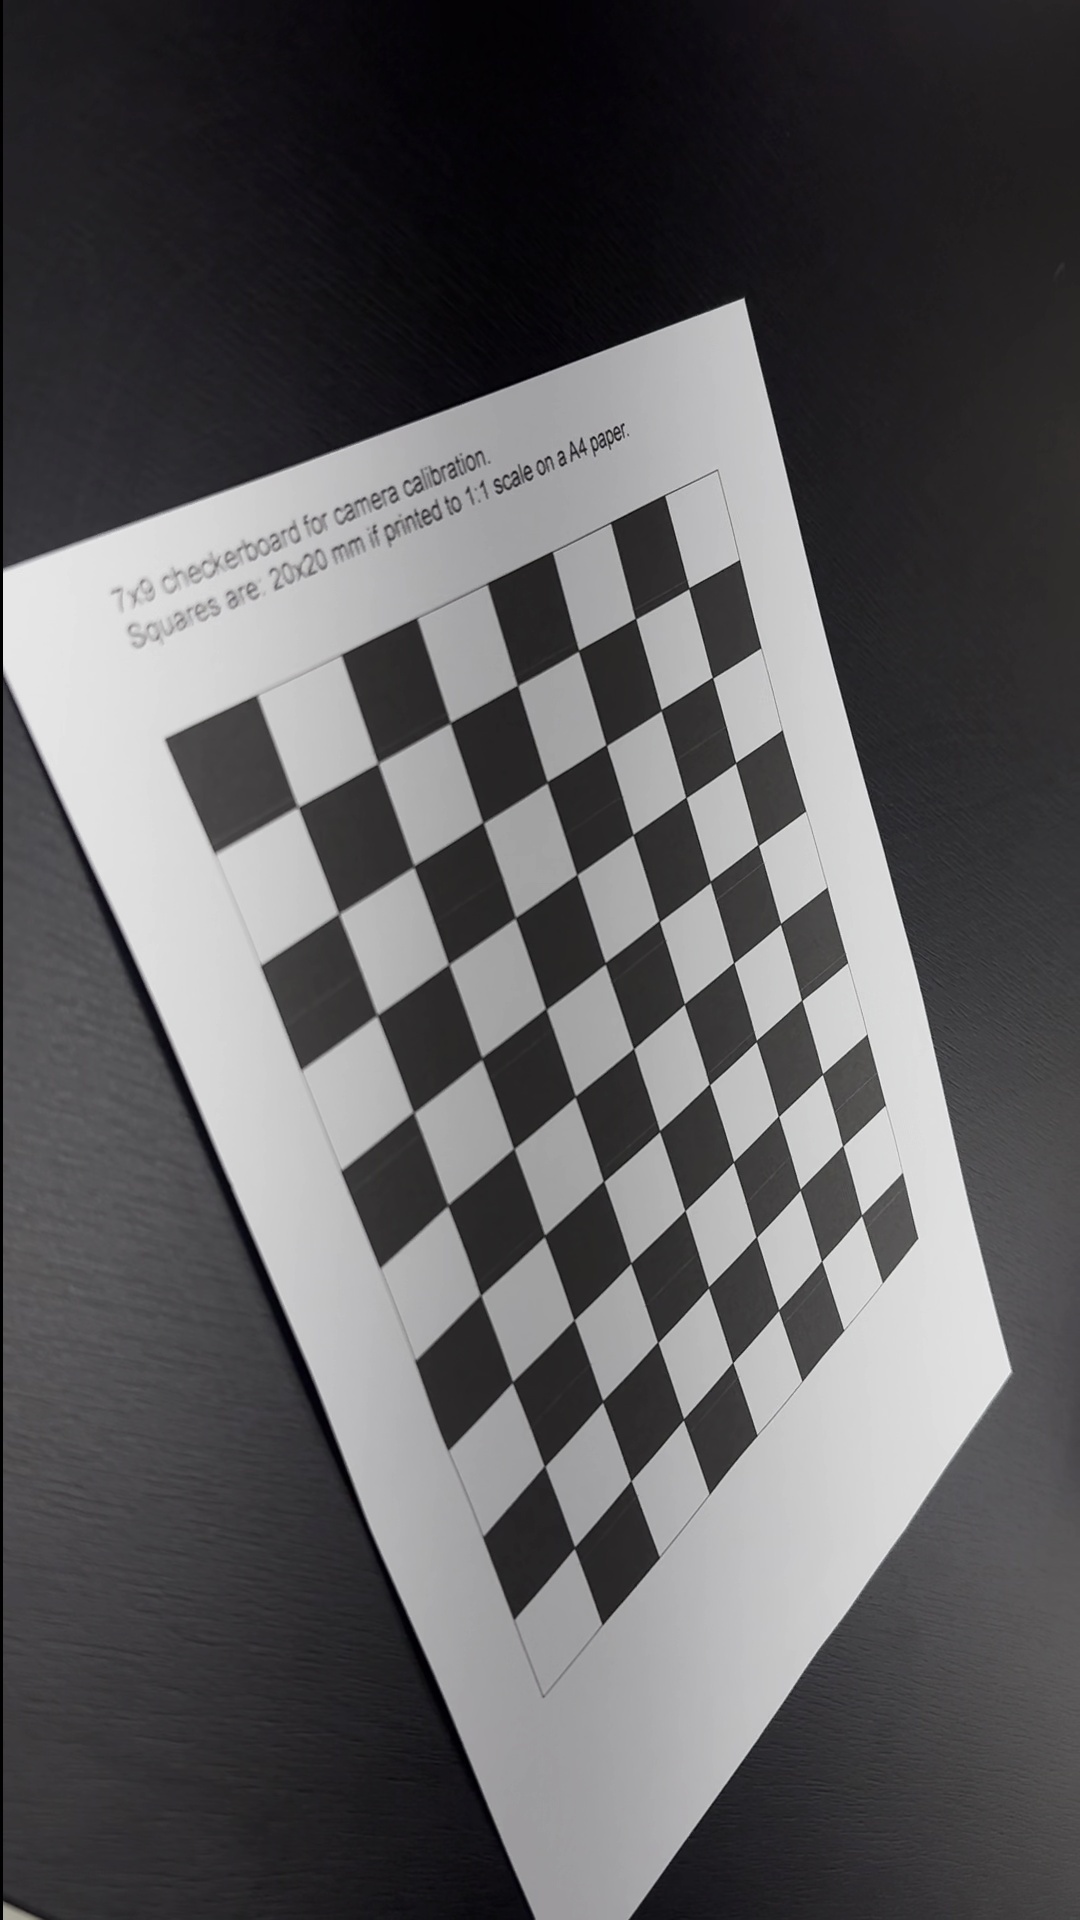 7x9 checkerboard for camera calibration.
Squares are: 20x20 mm if printed to 1:1 scale on a A4 paper.